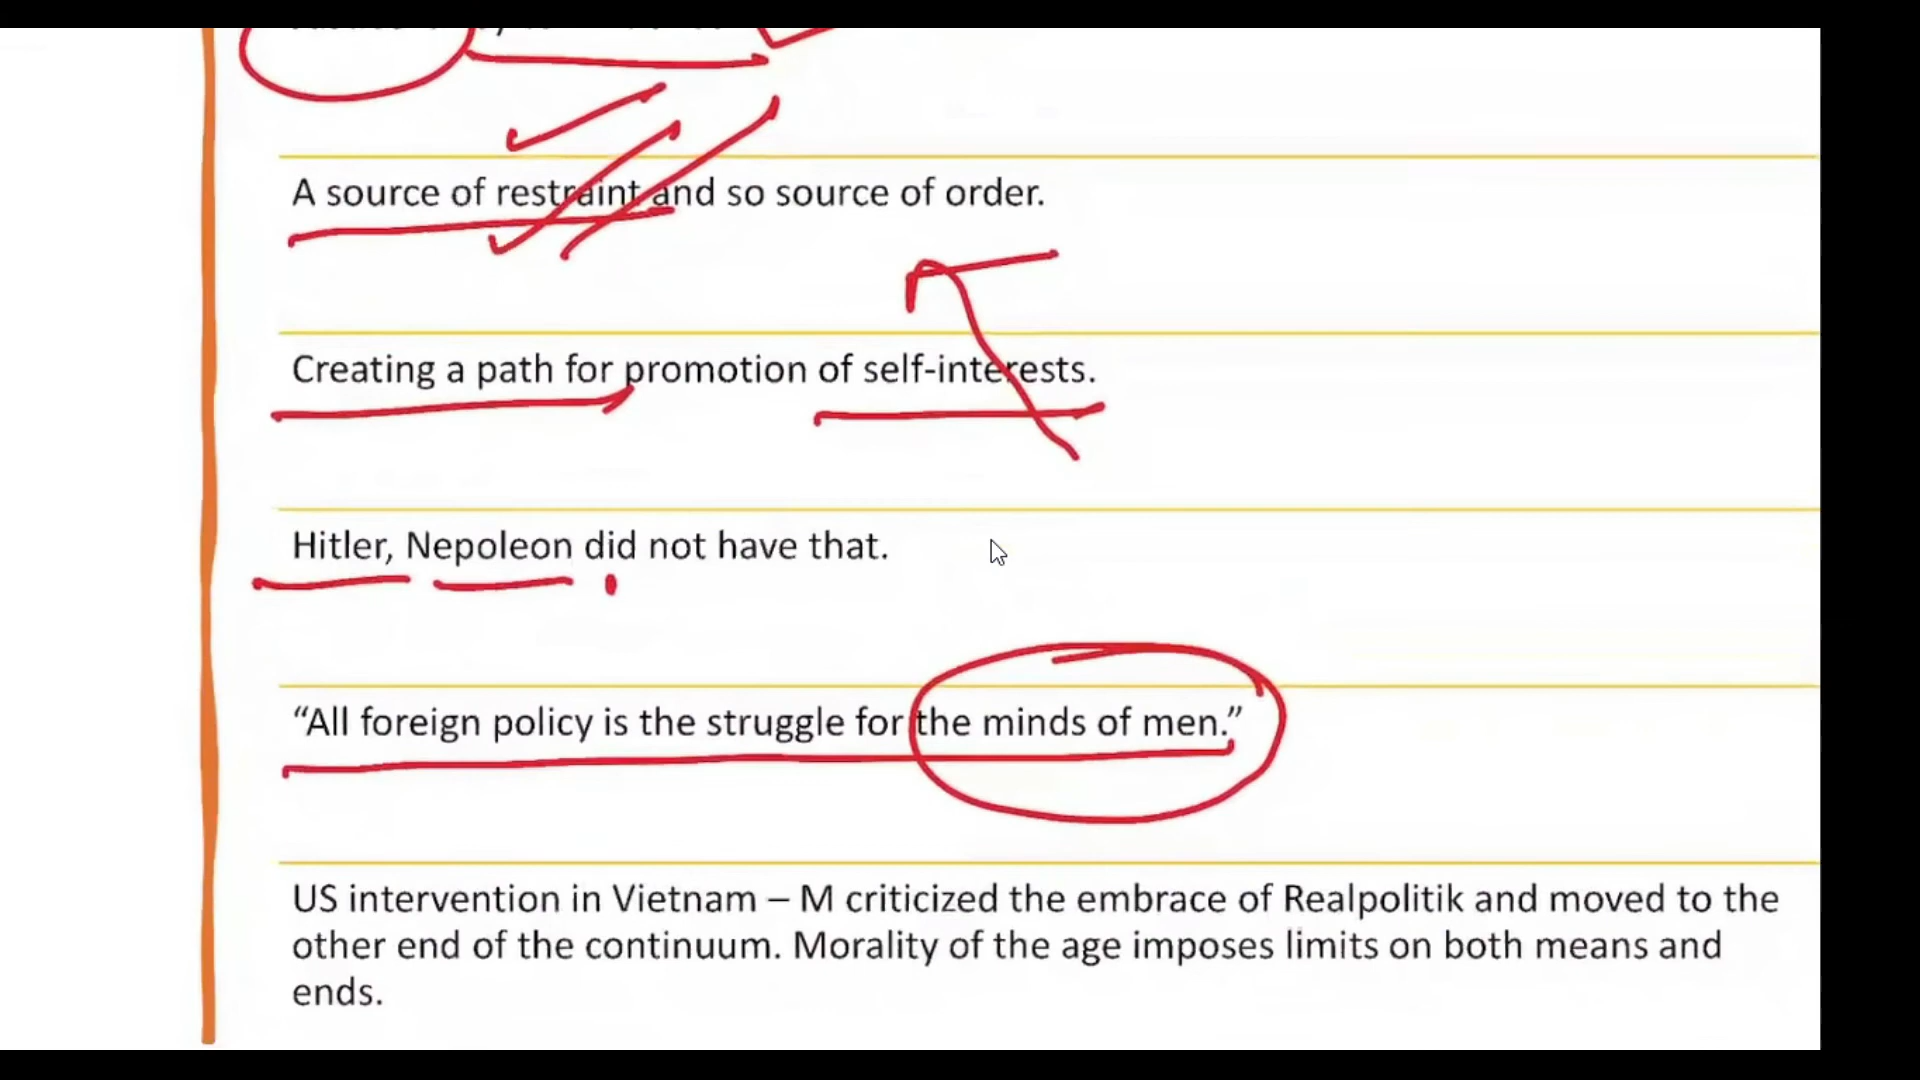 A source of restraint and so source of order.
Creating a path for promotion of self-interests.
Hitler, Nepoleon did not have that.
“All foreign policy is the struggle for the minds of men.”
US intervention in Vietnam – M criticized the embrace of Realpolitik and moved to the
other end of the continuum. Morality of the age imposes limits on both means and
ends.